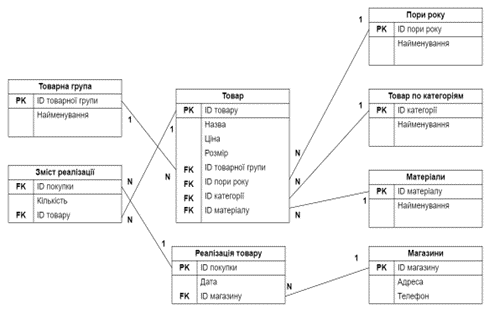 Пори року
PK ID пори року
Найменування
Товарна група
PK ID товарної групи
Найменування
Товар
PK ID товару
Назва
Ціна
Розмір
FK ID товарної групи
FK ID пори року
FK ID категорії
FK ID матеріалу
Товар по категоріям
PK ID категорії
Найменування
Зміст реалізації
PK ID покупки
Кількість
FK ID товару
Матеріали
PK ID матеріалу
Найменування
Реалізація товару
PK ID покупки
Дата
FK ID магазину
Магазини
PK ID магазину
Адреса
Телефон
1
1
1
1
N
N
N
N
1
N
N
1
N
1